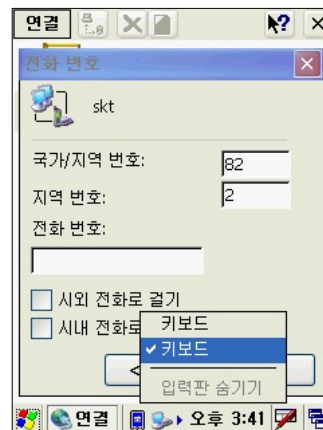 연결
전화 번호
skt
국가/지역 번호:
82
지역 번호:
2
전화 번호:
시외 전화로 걸기
시내 전화로
키보드
키보드
입력판 숨기기
<
연결
오후 3:41